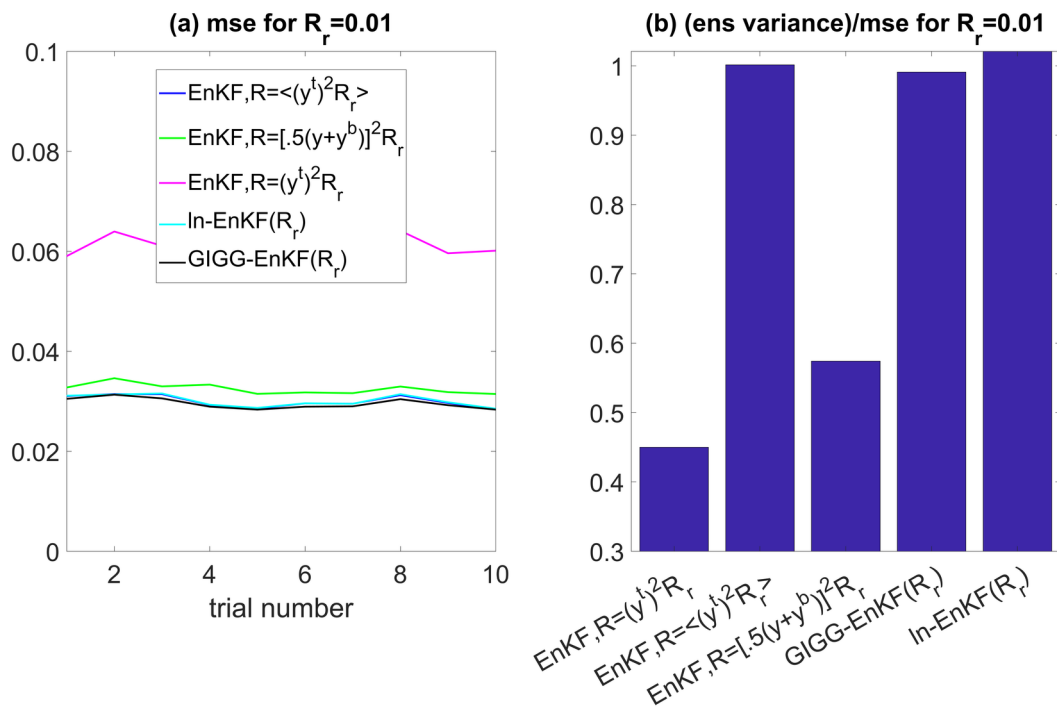 (a) mse for R_r=0.01
0.1
0.08
0.06
0.04
0.02
0
2
4
6
8
10
trial number
EnKF,R=<(y^t)^2R_r>
EnKF,R=[.5(y+y^b)]^2R_r
EnKF,R=(y^t)^2R_r
ln-EnKF(R_r)
GIGG-EnKF(R_r)
(b) (ens variance)/mse for R_r=0.01
1
0.9
0.8
0.7
0.6
0.5
0.4
0.3
EnKF,R=(y^t)^2R_r
EnKF,R=<(y^t)^2R_r>
EnKF,R=[.5(y+y^b)]^2R_r
GIGG-EnKF(R_r)
ln-EnKF(R_r)